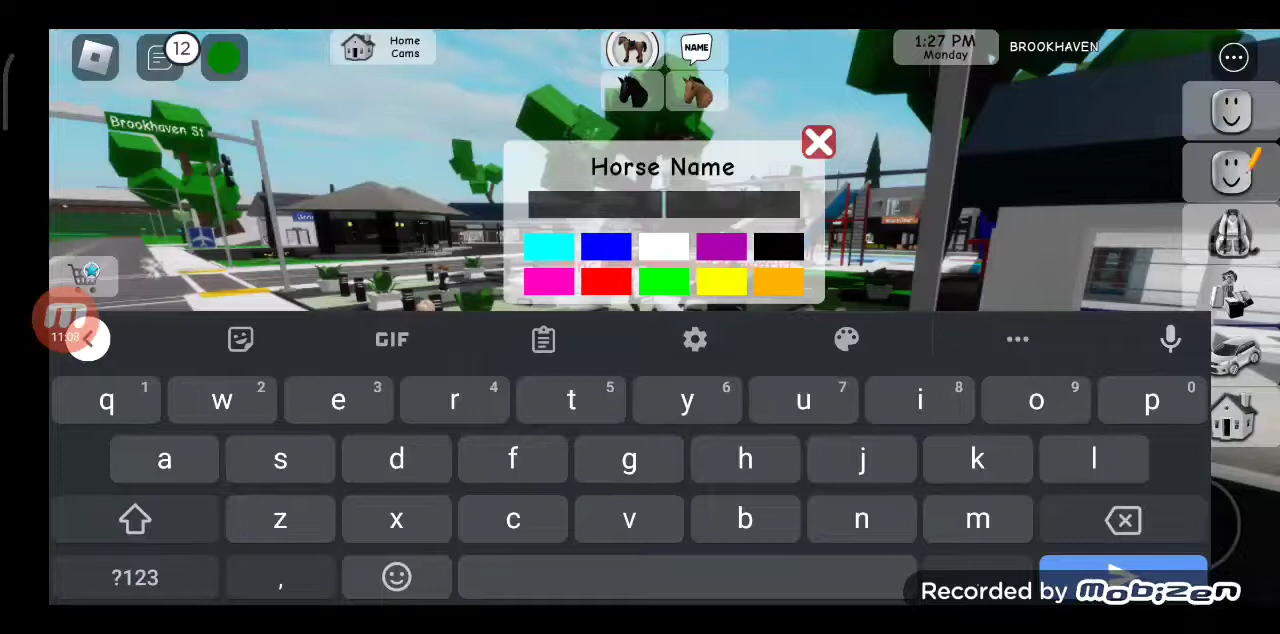 12
Home
Cams
NAME
1:27 PM
Monday
BROOKHAVEN
Brookhaven St
Horse Name
11:08
GIF
q 1 w 2 e 3 r 4 t 5 y 6 u 7 i 8 o 9 p 0
a s d f g h j k l
z x c v b n m
?123 ,
Recorded by mobizen